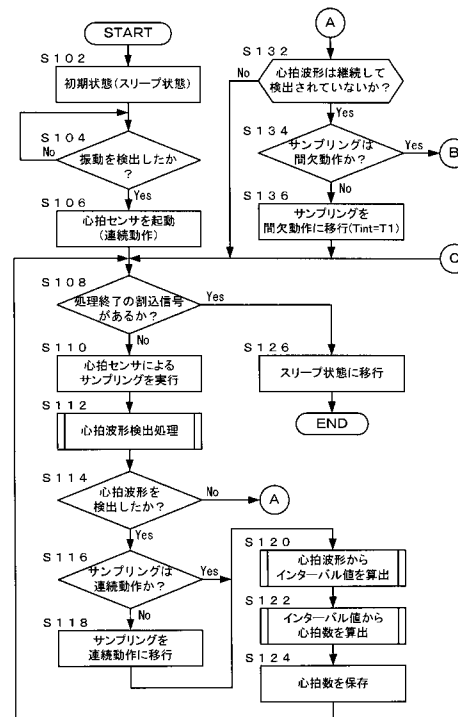 START
S102
初期状態(スリープ状態)
S104
振動を検出したか
?
No
Yes
S106
心拍センサを起動
(連続動作)
S108
処理終了の割込信号
があるか?
Yes
No
S110
心拍センサによる
サンプリングを実行
S112
心拍波形検出処理
S114
心拍波形を
検出したか?
No
A
Yes
S116
サンプリングは
連続動作か?
Yes
No
S118
サンプリングを
連続動作に移行
A
S132
心拍波形は継続して
検出されていないか?
No
Yes
S134
サンプリングは
間欠動作か?
Yes
B
No
S136
サンプリングを
間欠動作に移行(Tint=T1)
C
S126
スリープ状態に移行
END
S120
心拍波形から
インターバル値を算出
S122
インターバル値から
心拍数を算出
S124
心拍数を保存